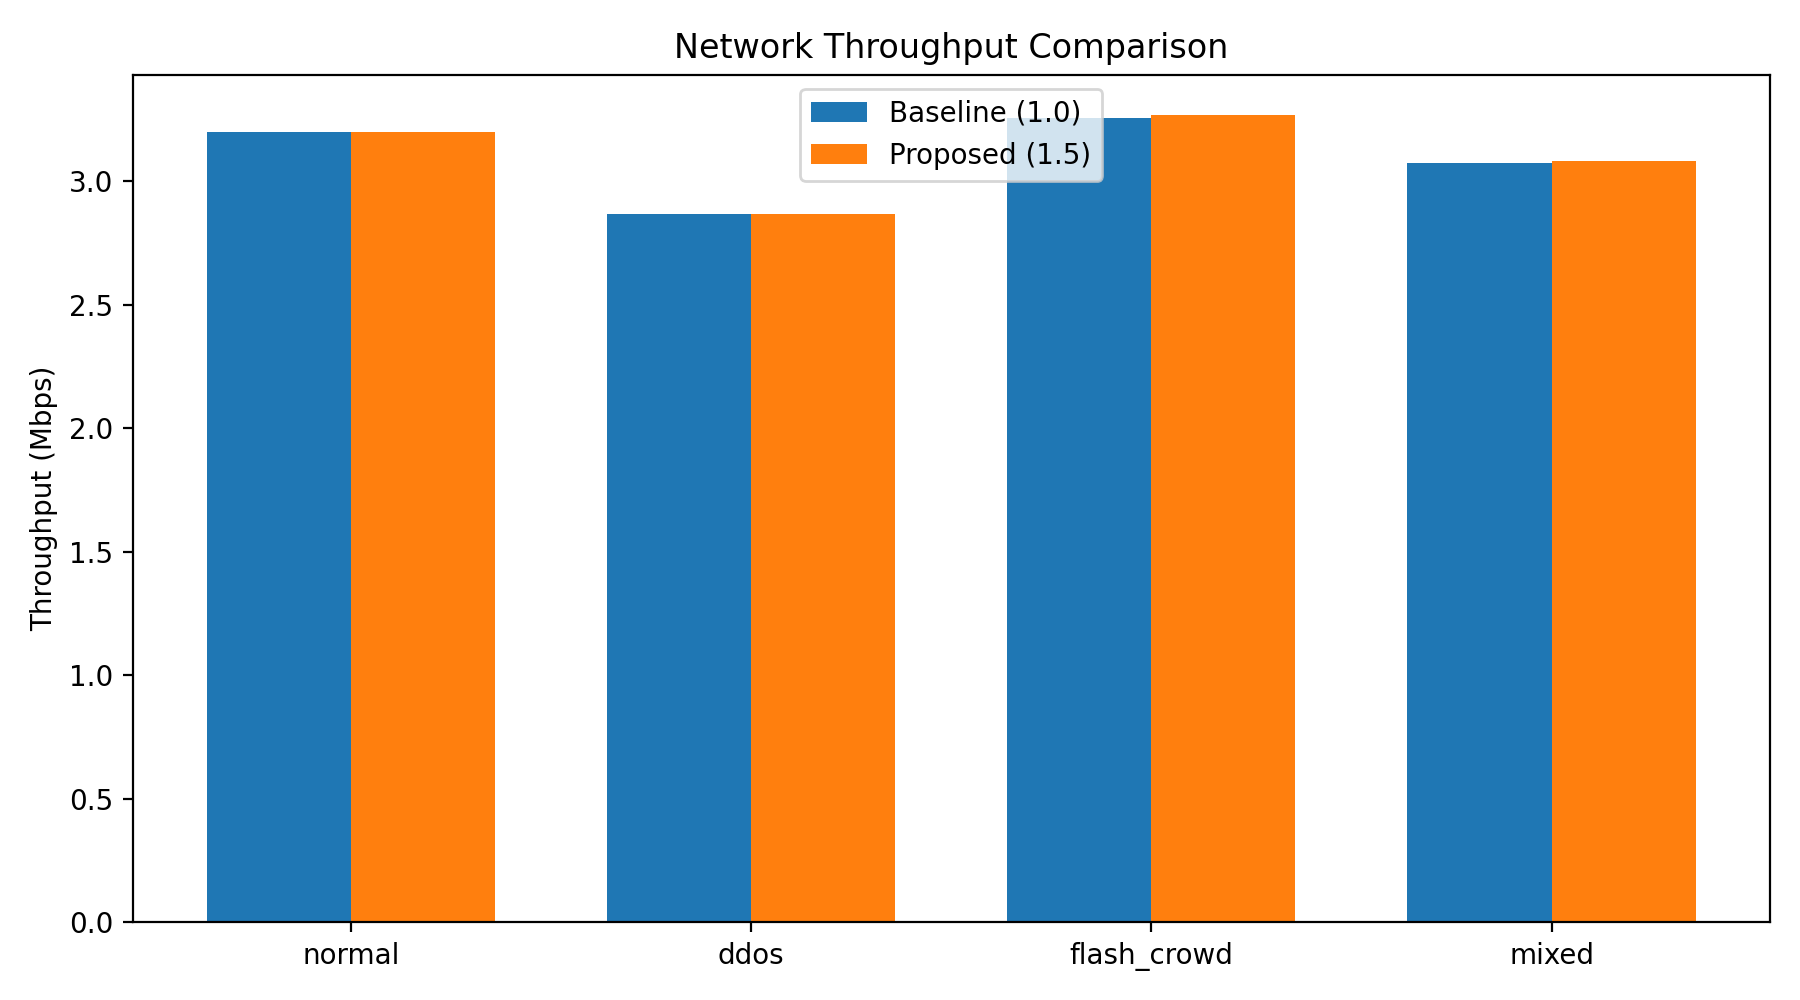 Network Throughput Comparison
Baseline (1.0)
Proposed (1.5)
Throughput (Mbps)
3.0
2.5
2.0
1.5
1.0
0.5
0.0
normal ddos flash_crowd mixed